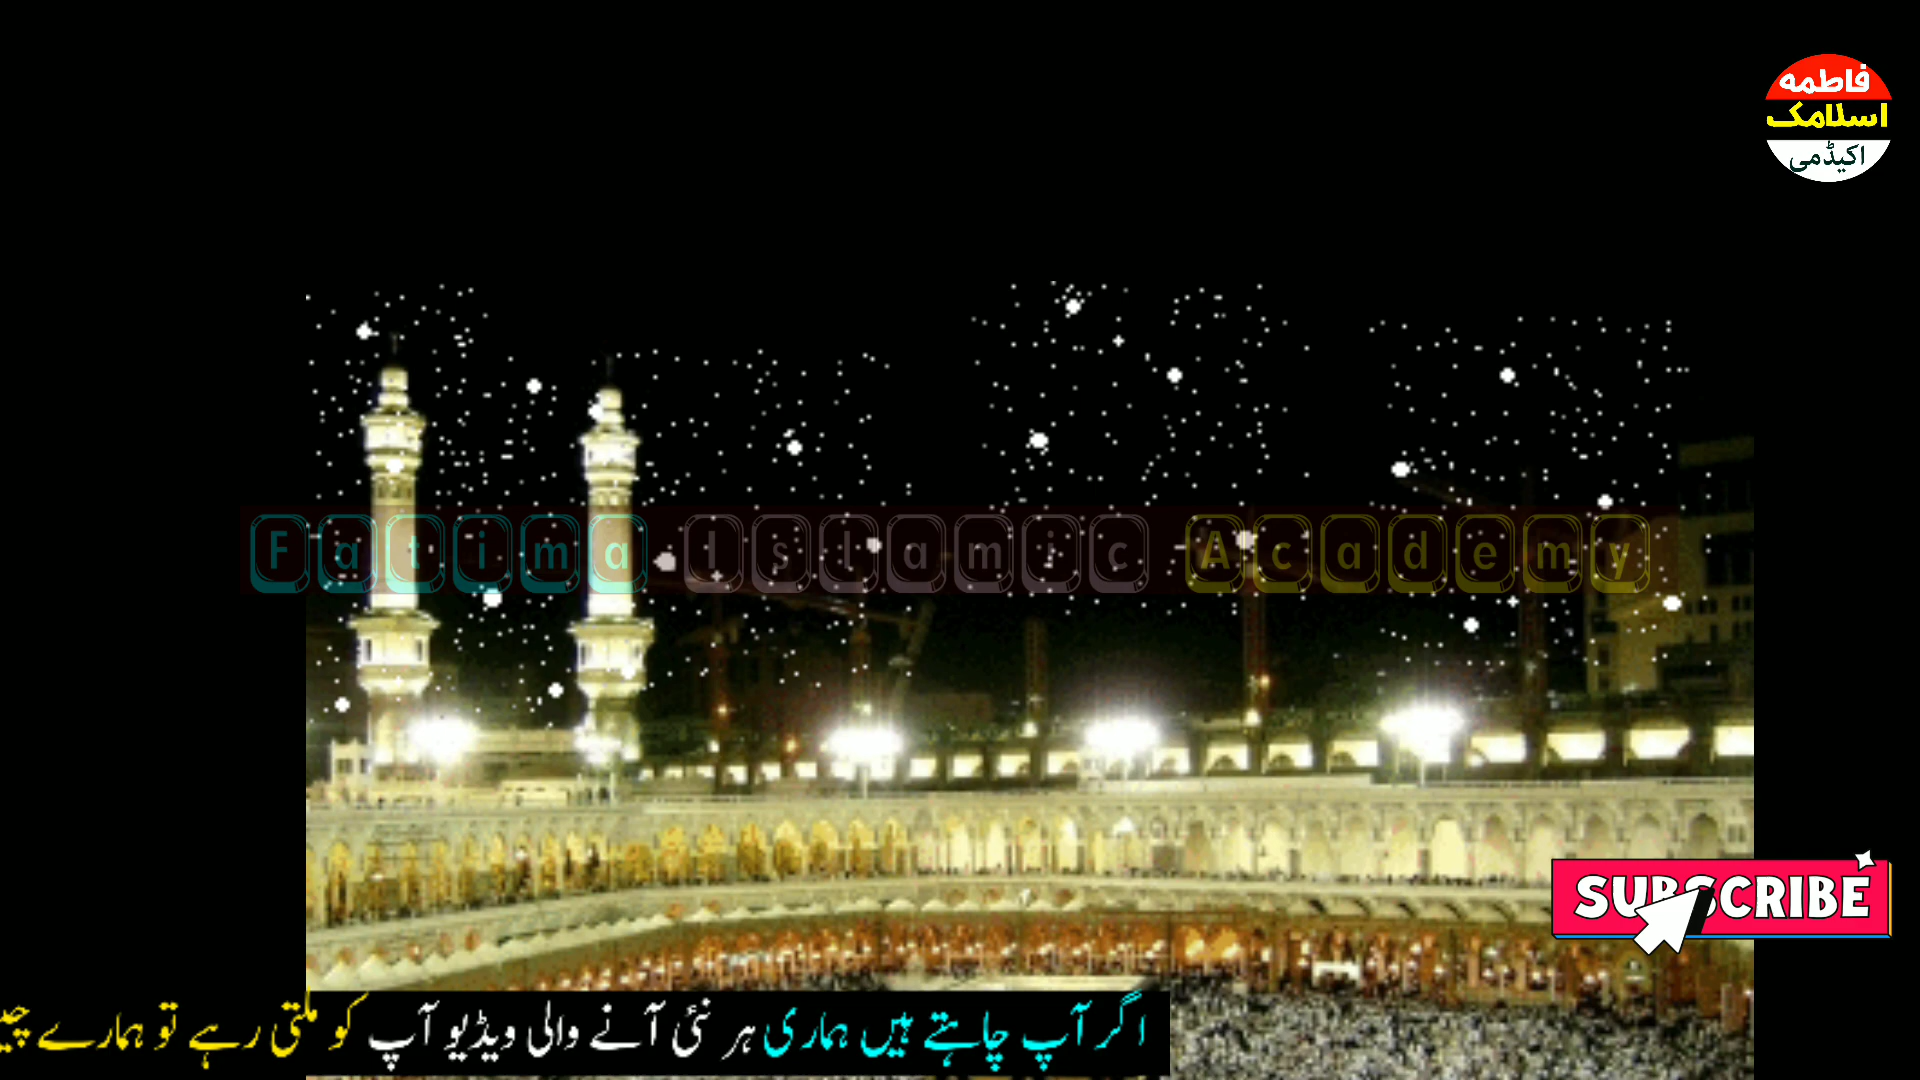 فاطمہ
اسلامک
اکیڈمی
Fatima Islamic Academy
SUBSCRIBE
اگر آپ چاہتے ہیں ہماری ہر نئی آنے والی ویڈیو آپ کو ملتی رہے تو ہمارے